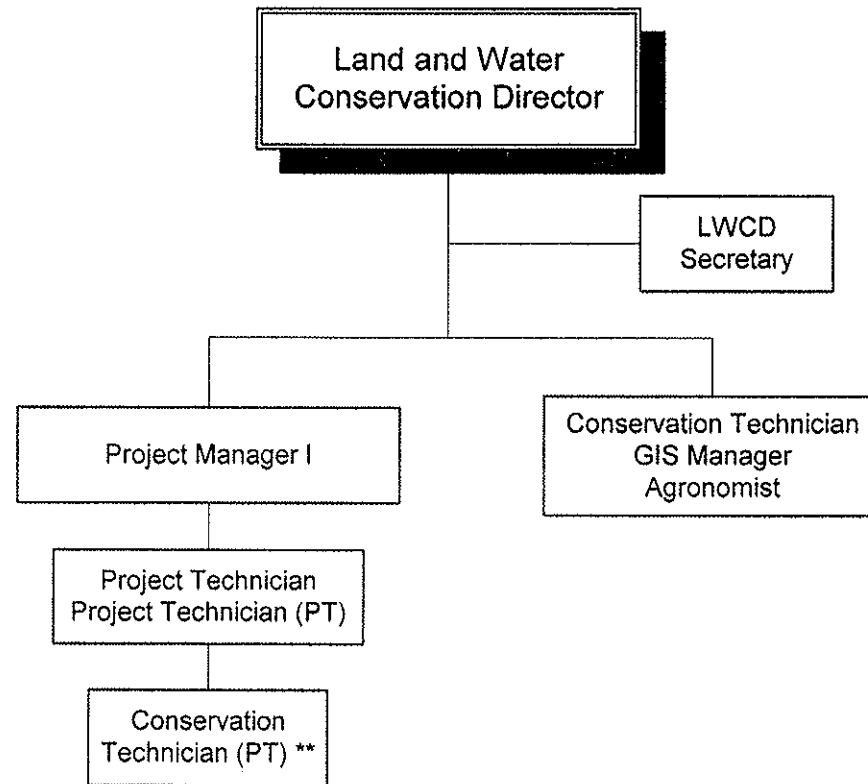 Land and Water
Conservation Director
LWCD
Secretary
Project Manager I
Conservation Technician
GIS Manager
Agronomist
Project Technician
Project Technician (PT)
Conservation
Technician (PT) **